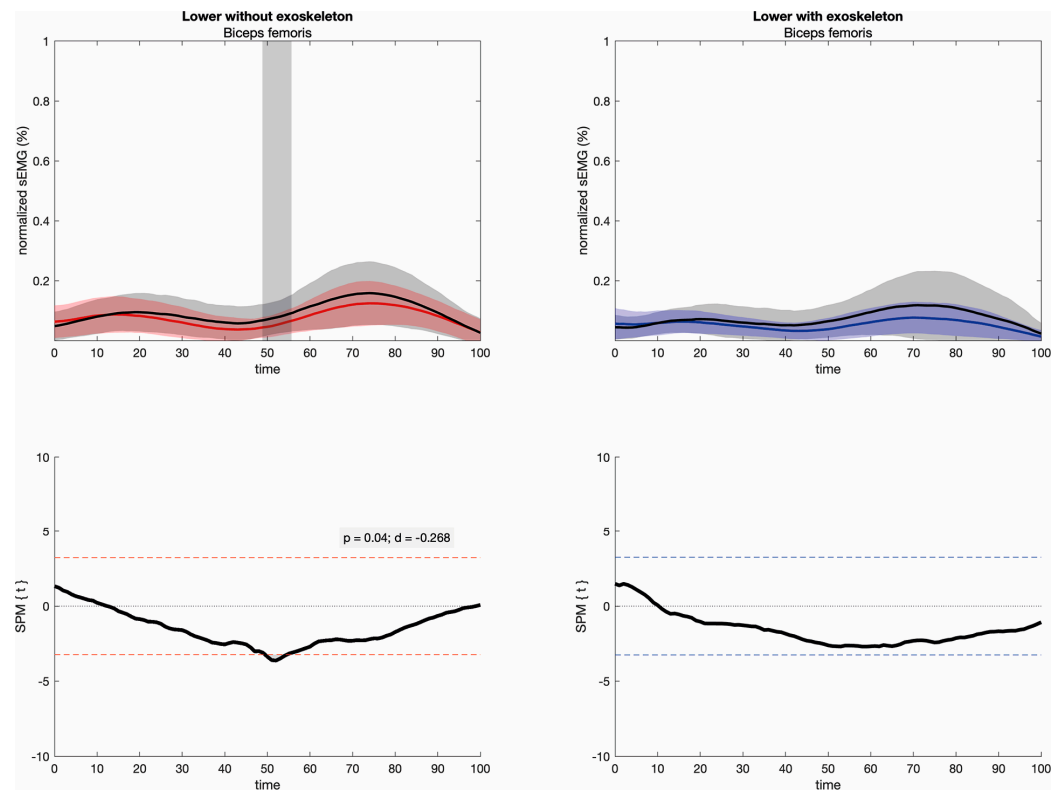 Lower without exoskeleton
Biceps femoris
1
0.8
0.6
0.4
0.2
normalized sEMG (%)
0 10 20 30 40 50 60 70 80 90 100
time
Lower with exoskeleton
Biceps femoris
1
0.8
0.6
0.4
0.2
normalized sEMG (%)
0 10 20 30 40 50 60 70 80 90 100
time
10
5
0
-5
-10
SPM { t }
p = 0.04; d = -0.268
0 10 20 30 40 50 60 70 80 90 100
time
10
5
0
-5
-10
SPM { t }
0 10 20 30 40 50 60 70 80 90 100
time